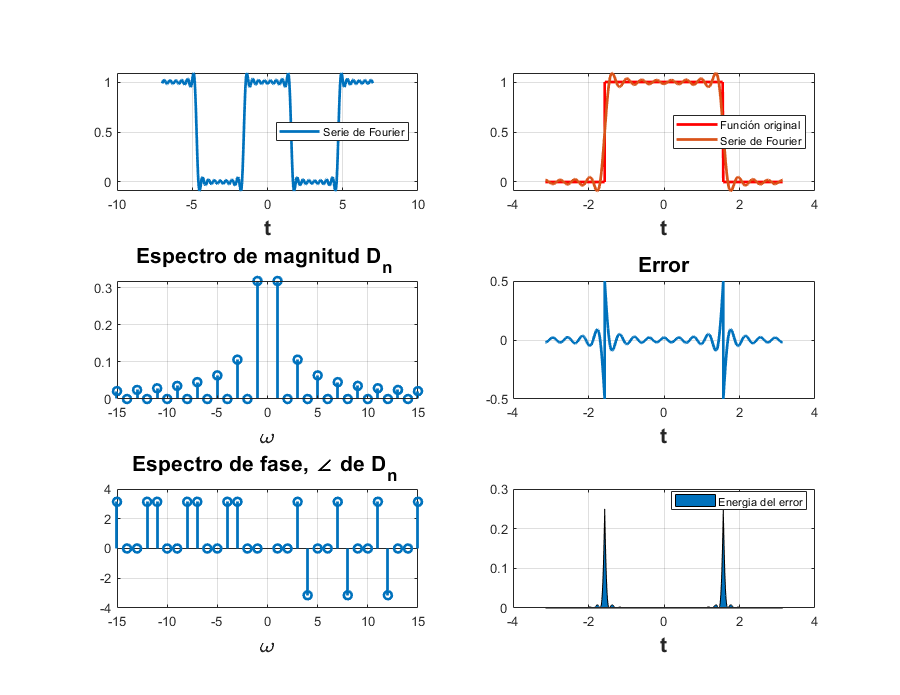 1
0.5
0
Serie de Fourier
-10 -5 0 5 10
t
1
0.5
0
Función original
Serie de Fourier
-4 -2 0 2 4
t
Espectro de magnitud Dn
0.3
0.2
0.1
0
-15 -10 -5 0 5 10 15
ω
Error
0.5
0
-0.5
-4 -2 0 2 4
t
Espectro de fase, ∠ de Dn
4
2
0
-2
-4
-15 -10 -5 0 5 10 15
ω
0.3
0.2
0.1
0
Energia del error
-4 -2 0 2 4
t